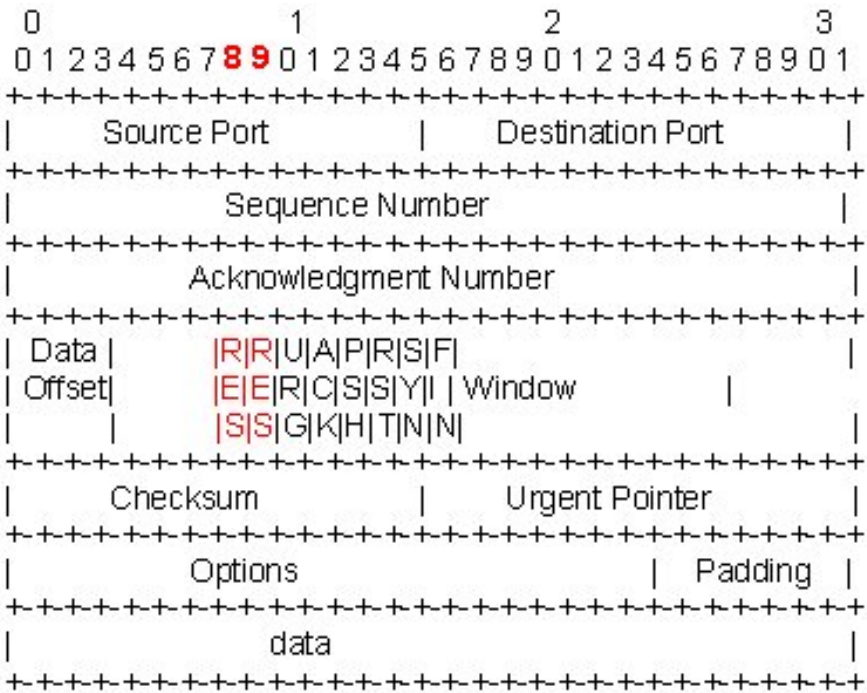 0 1 2 3
0 1 2 3 4 5 6 7 8 9 0 1 2 3 4 5 6 7 8 9 0 1 2 3 4 5 6 7 8 9 0 1
+-+-+-+-+-+-+-+-+-+-+-+-+-+-+-+-+-+-+-+-+-+-+-+-+-+-+-+-+-+-+-+-+
| Source Port | Destination Port |
+-+-+-+-+-+-+-+-+-+-+-+-+-+-+-+-+-+-+-+-+-+-+-+-+-+-+-+-+-+-+-+-+
| Sequence Number |
+-+-+-+-+-+-+-+-+-+-+-+-+-+-+-+-+-+-+-+-+-+-+-+-+-+-+-+-+-+-+-+-+
| Acknowledgment Number |
+-+-+-+-+-+-+-+-+-+-+-+-+-+-+-+-+-+-+-+-+-+-+-+-+-+-+-+-+-+-+-+-+
| Data | |R|R|U|A|P|R|S|F| |
| Offset| |E|E|R|C|S|S|Y|I | Window |
| | |S|S|G|K|H|T|N|N| |
+-+-+-+-+-+-+-+-+-+-+-+-+-+-+-+-+-+-+-+-+-+-+-+-+-+-+-+-+-+-+-+-+
| Checksum | Urgent Pointer |
+-+-+-+-+-+-+-+-+-+-+-+-+-+-+-+-+-+-+-+-+-+-+-+-+-+-+-+-+-+-+-+-+
| Options | Padding |
+-+-+-+-+-+-+-+-+-+-+-+-+-+-+-+-+-+-+-+-+-+-+-+-+-+-+-+-+-+-+-+-+
| data |
+-+-+-+-+-+-+-+-+-+-+-+-+-+-+-+-+-+-+-+-+-+-+-+-+-+-+-+-+-+-+-+-+